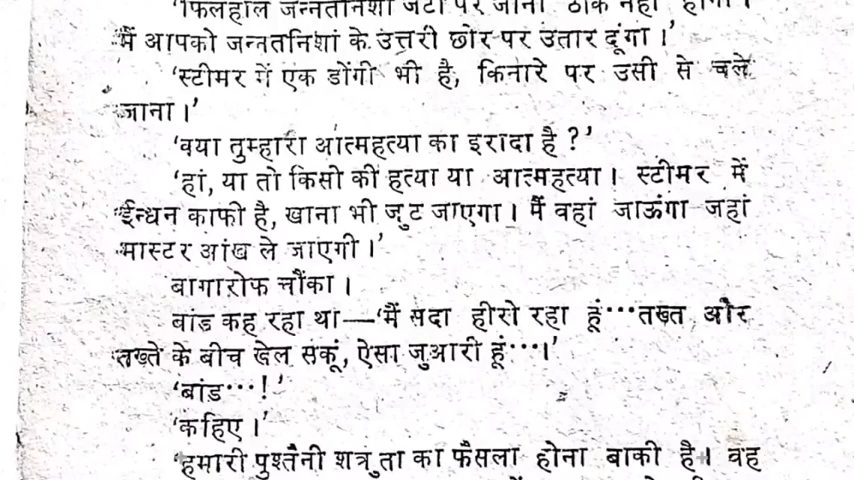 'फिलहाल जन्नतनिशां जेटी पर जाना ठीक नहीं होगा ।
मैं आपको जन्नतनिशां के उत्तरी छोर पर उतार दूंगा ।'
'स्टीमर में एक डोंगी भी है, किनारे पर उसी से चले
जाना ।'
'क्या तुम्हारा आत्महत्या का इरादा है ?'
'हां, या तो किसी की हत्या या आत्महत्या । स्टीमर में
ईन्धन काफी है, खाना भी जुट जाएगा । मैं वहां जाऊंगा जहां
मास्टर आंख ले जाएगी ।'
बागारोफ चौंका ।
बांड कह रहा था—'मैं सदा हीरो रहा हूं···तख्त और
तख्ते के बीच खेल सकूं, ऐसा जुआरी हूं···।'
'बांड···!'
'कहिए ।'
'हमारी पुश्तैनी शत्रुता का फैसला होना बाकी है । वह